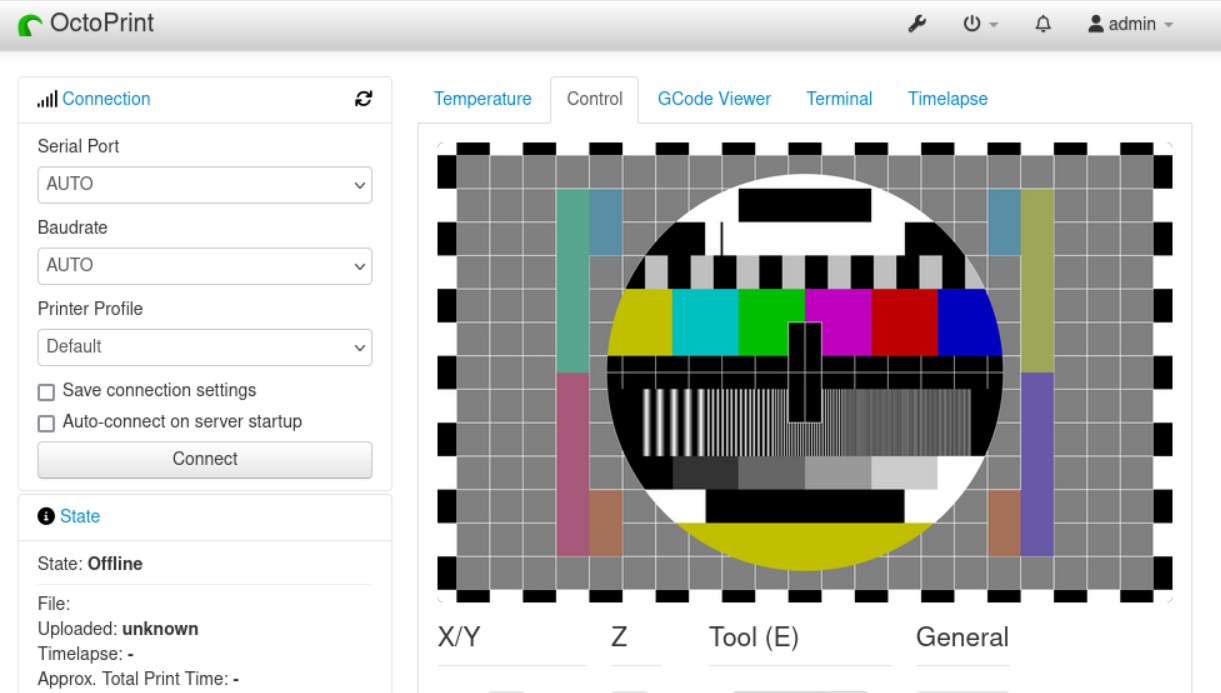 OctoPrint
admin
Connection
Serial Port
AUTO
Baudrate
AUTO
Printer Profile
Default
Save connection settings
Auto-connect on server startup
Connect
State
State: Offline
File:
Uploaded: unknown
Timelapse: -
Approx. Total Print Time: -
Temperature
Control
GCode Viewer
Terminal
Timelapse
X/Y
Z
Tool (E)
General